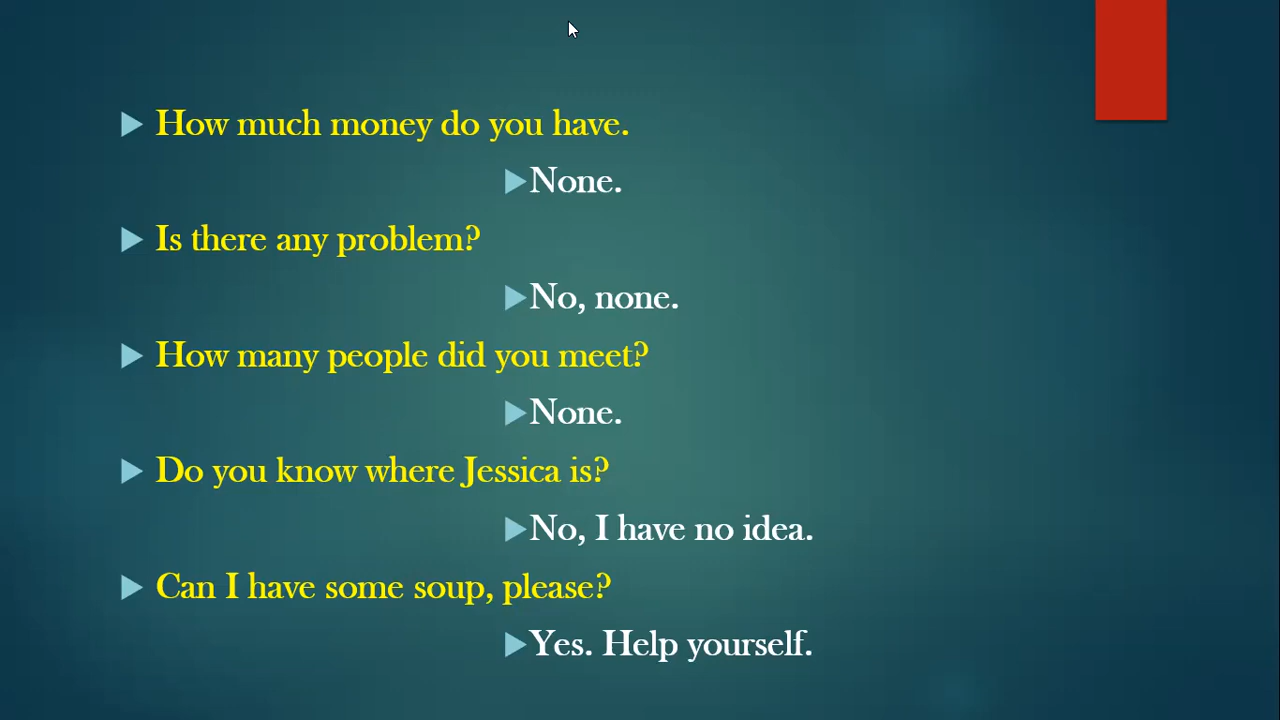 How much money do you have.
None.
Is there any problem?
No, none.
How many people did you meet?
None.
Do you know where Jessica is?
No, I have no idea.
Can I have some soup, please?
Yes. Help yourself.